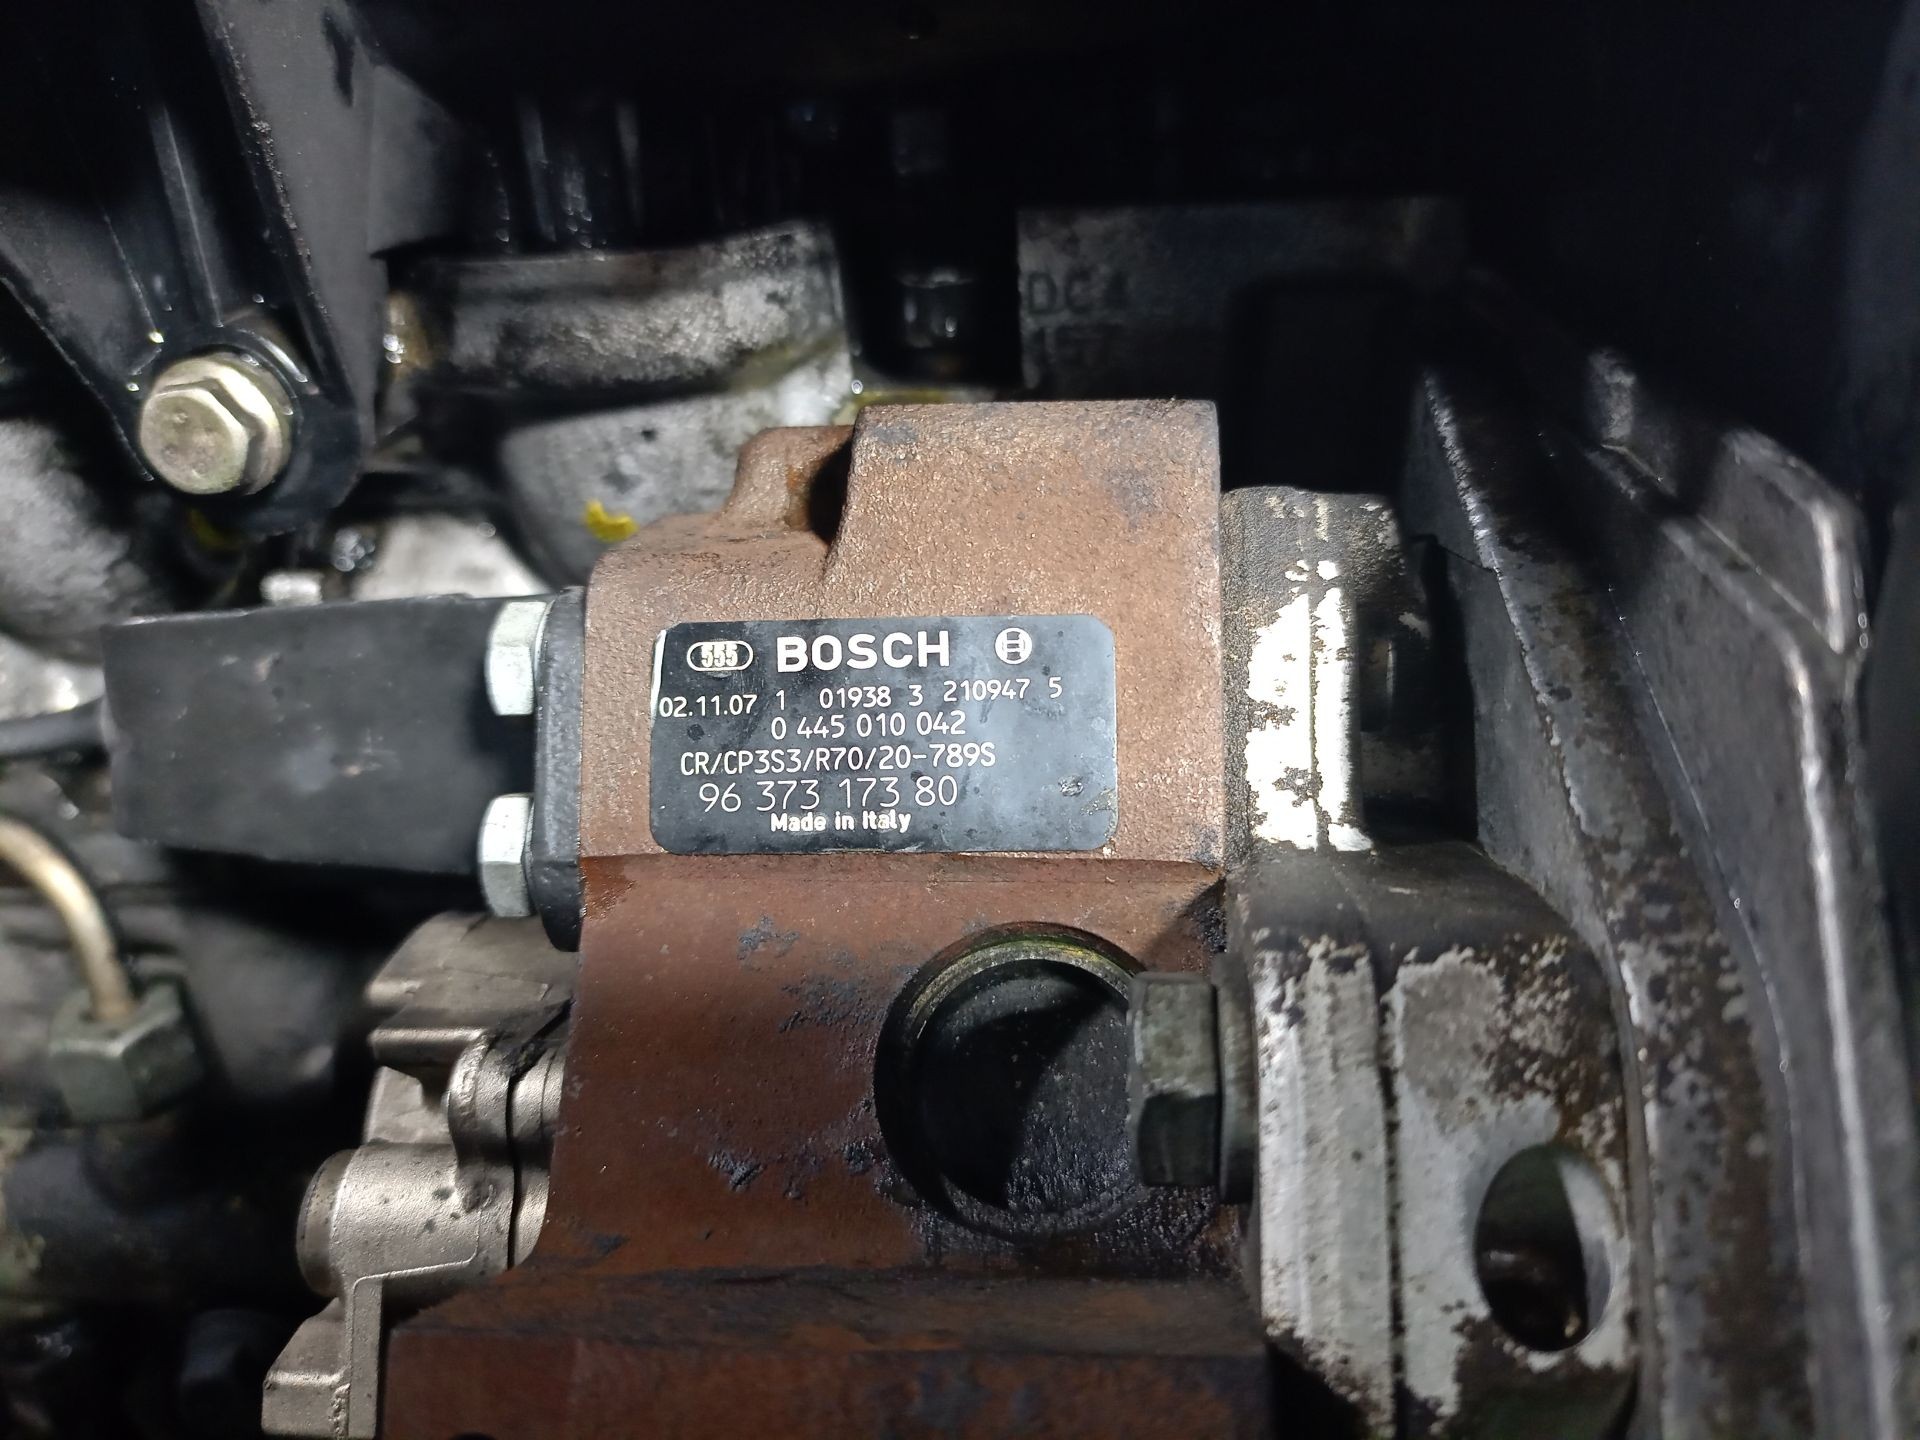 DC4
555 BOSCH
02.11.07 1 01938 3 210947 5
0 445 010 042
CR/CP3S3/R70/20-789S
96 373 173 80
Made in Italy